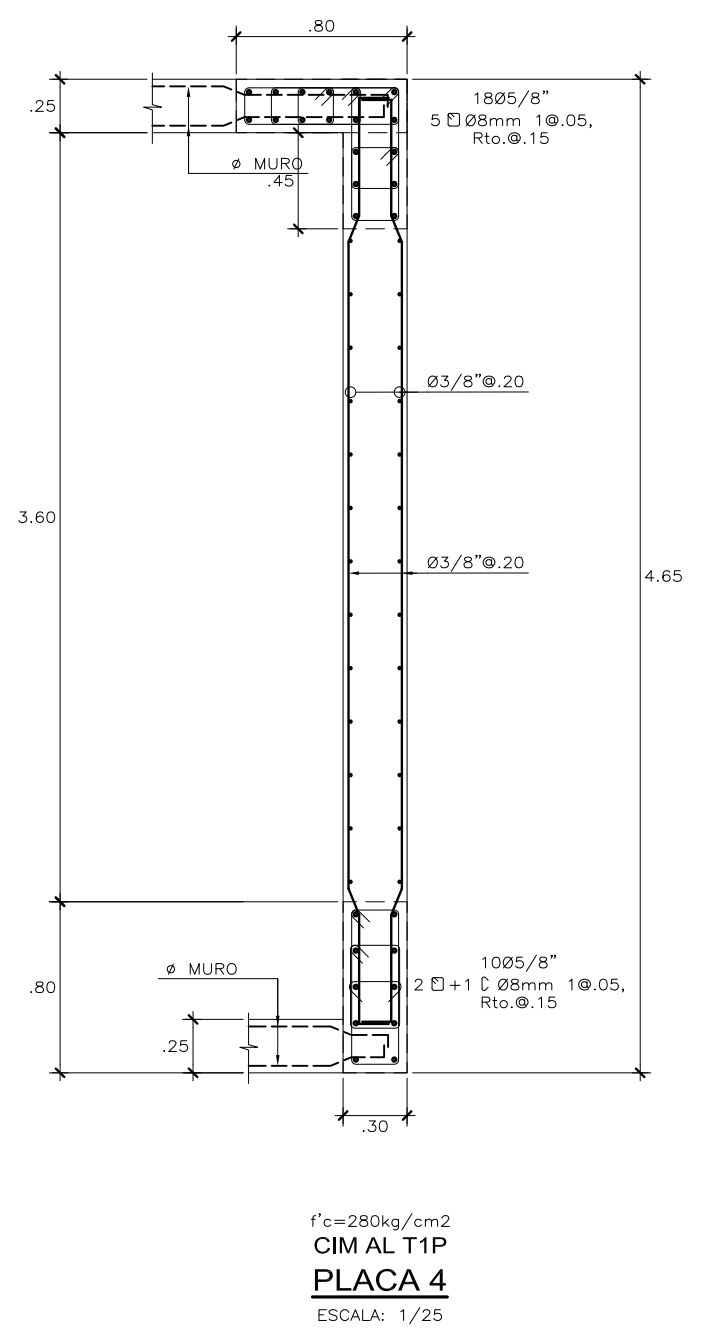 .80
.25
18Ø5/8"
5 Ø8mm 1@.05,
Rto.@.15
ø MURO
.45
Ø3/8"@.20
3.60
Ø3/8"@.20
4.65
10Ø5/8"
2 +1 Ø8mm 1@.05,
Rto.@.15
ø MURO
.80
.25
.30
f'c=280kg/cm2
CIM AL T1P
PLACA 4
ESCALA: 1/25